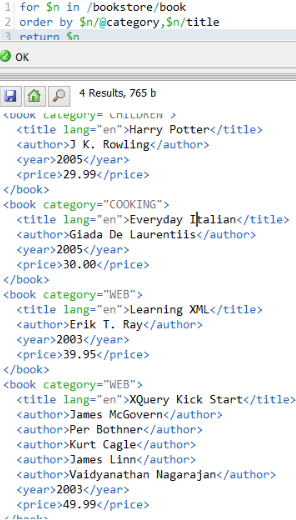 1 for $n in /bookstore/book
2 order by $n/@category,$n/title
3 return $n
OK
4 Results, 765 b
<book category="CHILDREN">
<title lang="en">Harry Potter</title>
<author>J K. Rowling</author>
<year>2005</year>
<price>29.99</price>
</book>
<book category="COOKING">
<title lang="en">Everyday Italian</title>
<author>Giada De Laurentiis</author>
<year>2005</year>
<price>30.00</price>
</book>
<book category="WEB">
<title lang="en">Learning XML</title>
<author>Erik T. Ray</author>
<year>2003</year>
<price>39.95</price>
</book>
<book category="WEB">
<title lang="en">XQuery Kick Start</title>
<author>James McGovern</author>
<author>Per Bothner</author>
<author>Kurt Cagle</author>
<author>James Linn</author>
<author>Vaidyanathan Nagarajan</author>
<year>2003</year>
<price>49.99</price>
</book>